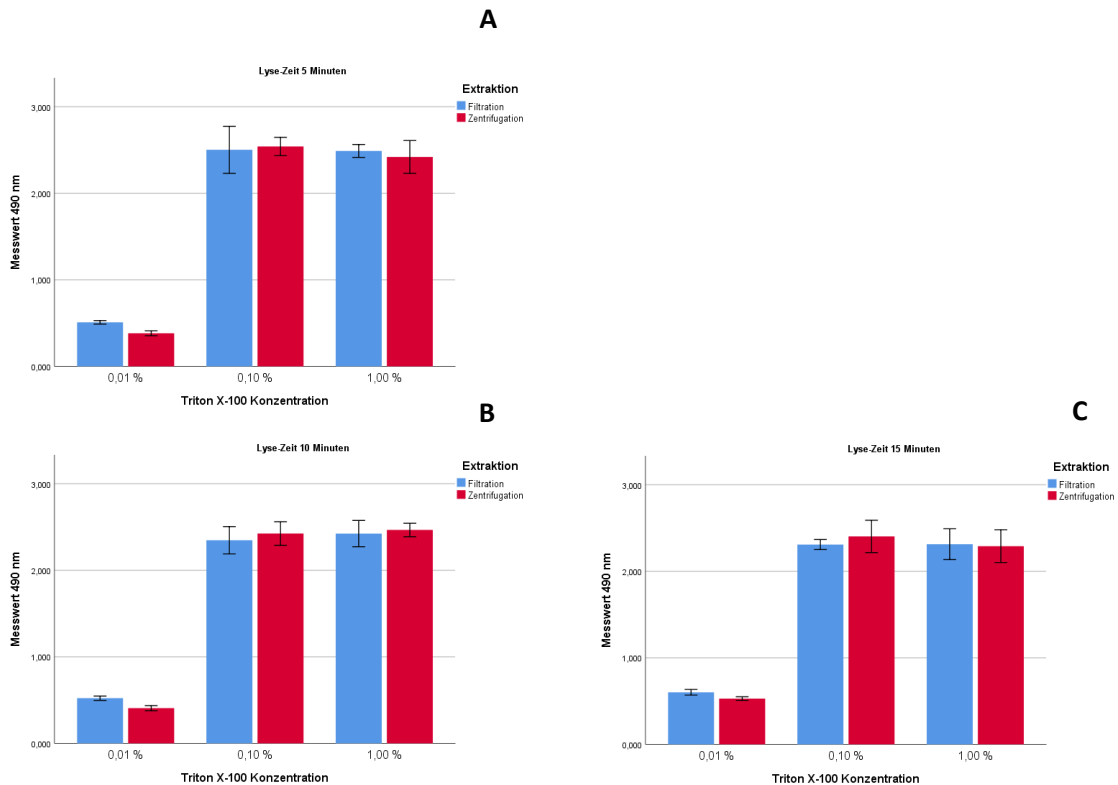 A
Lyse-Zeit 5 Minuten
Extraktion
Filtration
Zentrifugation
3,000
2,000
1,000
0,000
Messwert 490 nm
0,01 % 0,10 % 1,00 %
Triton X-100 Konzentration
B
Lyse-Zeit 10 Minuten
Extraktion
Filtration
Zentrifugation
3,000
2,000
1,000
0,000
Messwert 490 nm
0,01 % 0,10 % 1,00 %
Triton X-100 Konzentration
C
Lyse-Zeit 15 Minuten
Extraktion
Filtration
Zentrifugation
3,000
2,000
1,000
0,000
Messwert 490 nm
0,01 % 0,10 % 1,00 %
Triton X-100 Konzentration